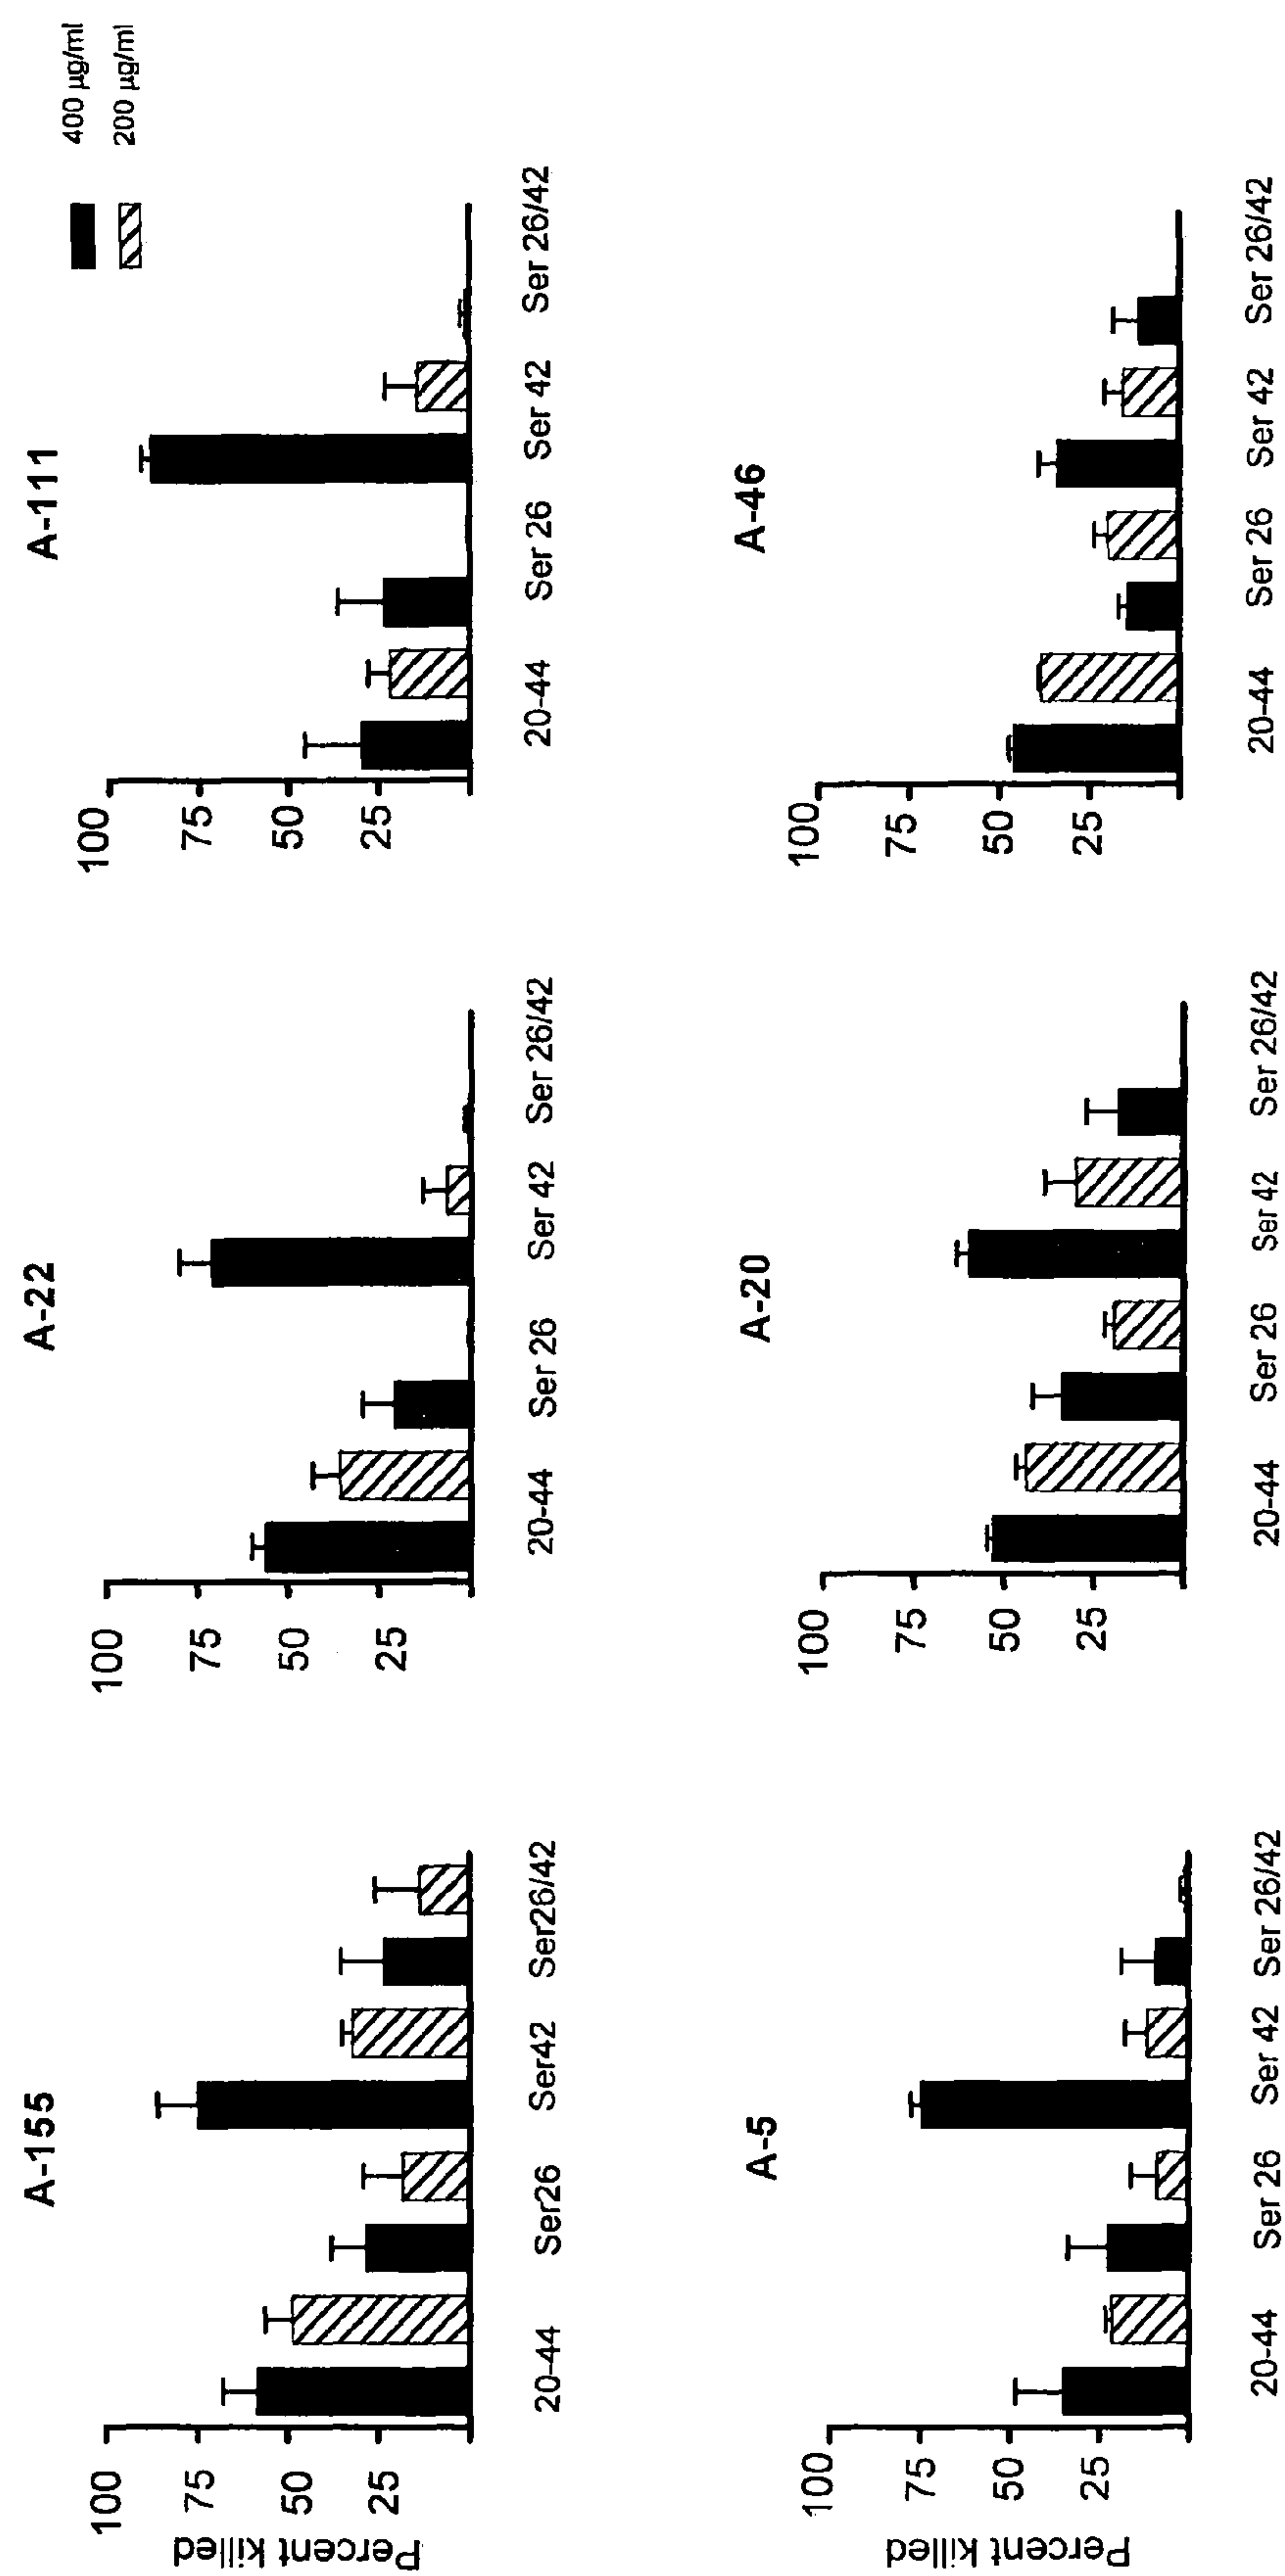 400 µg/ml
200 µg/ml
A-155
A-22
A-111
Percent killed
100
75
50
25
20-44
Ser26
Ser42
Ser26/42
100
75
50
25
20-44
Ser 26
Ser 42
Ser 26/42
100
75
50
25
20-44
Ser 26
Ser 42
Ser 26/42
A-5
A-20
A-46
Percent killed
100
75
50
25
20-44
Ser 26
Ser 42
Ser 26/42
100
75
50
25
20-44
Ser 26
Ser 42
Ser 26/42
100
75
50
25
20-44
Ser 26
Ser 42
Ser 26/42